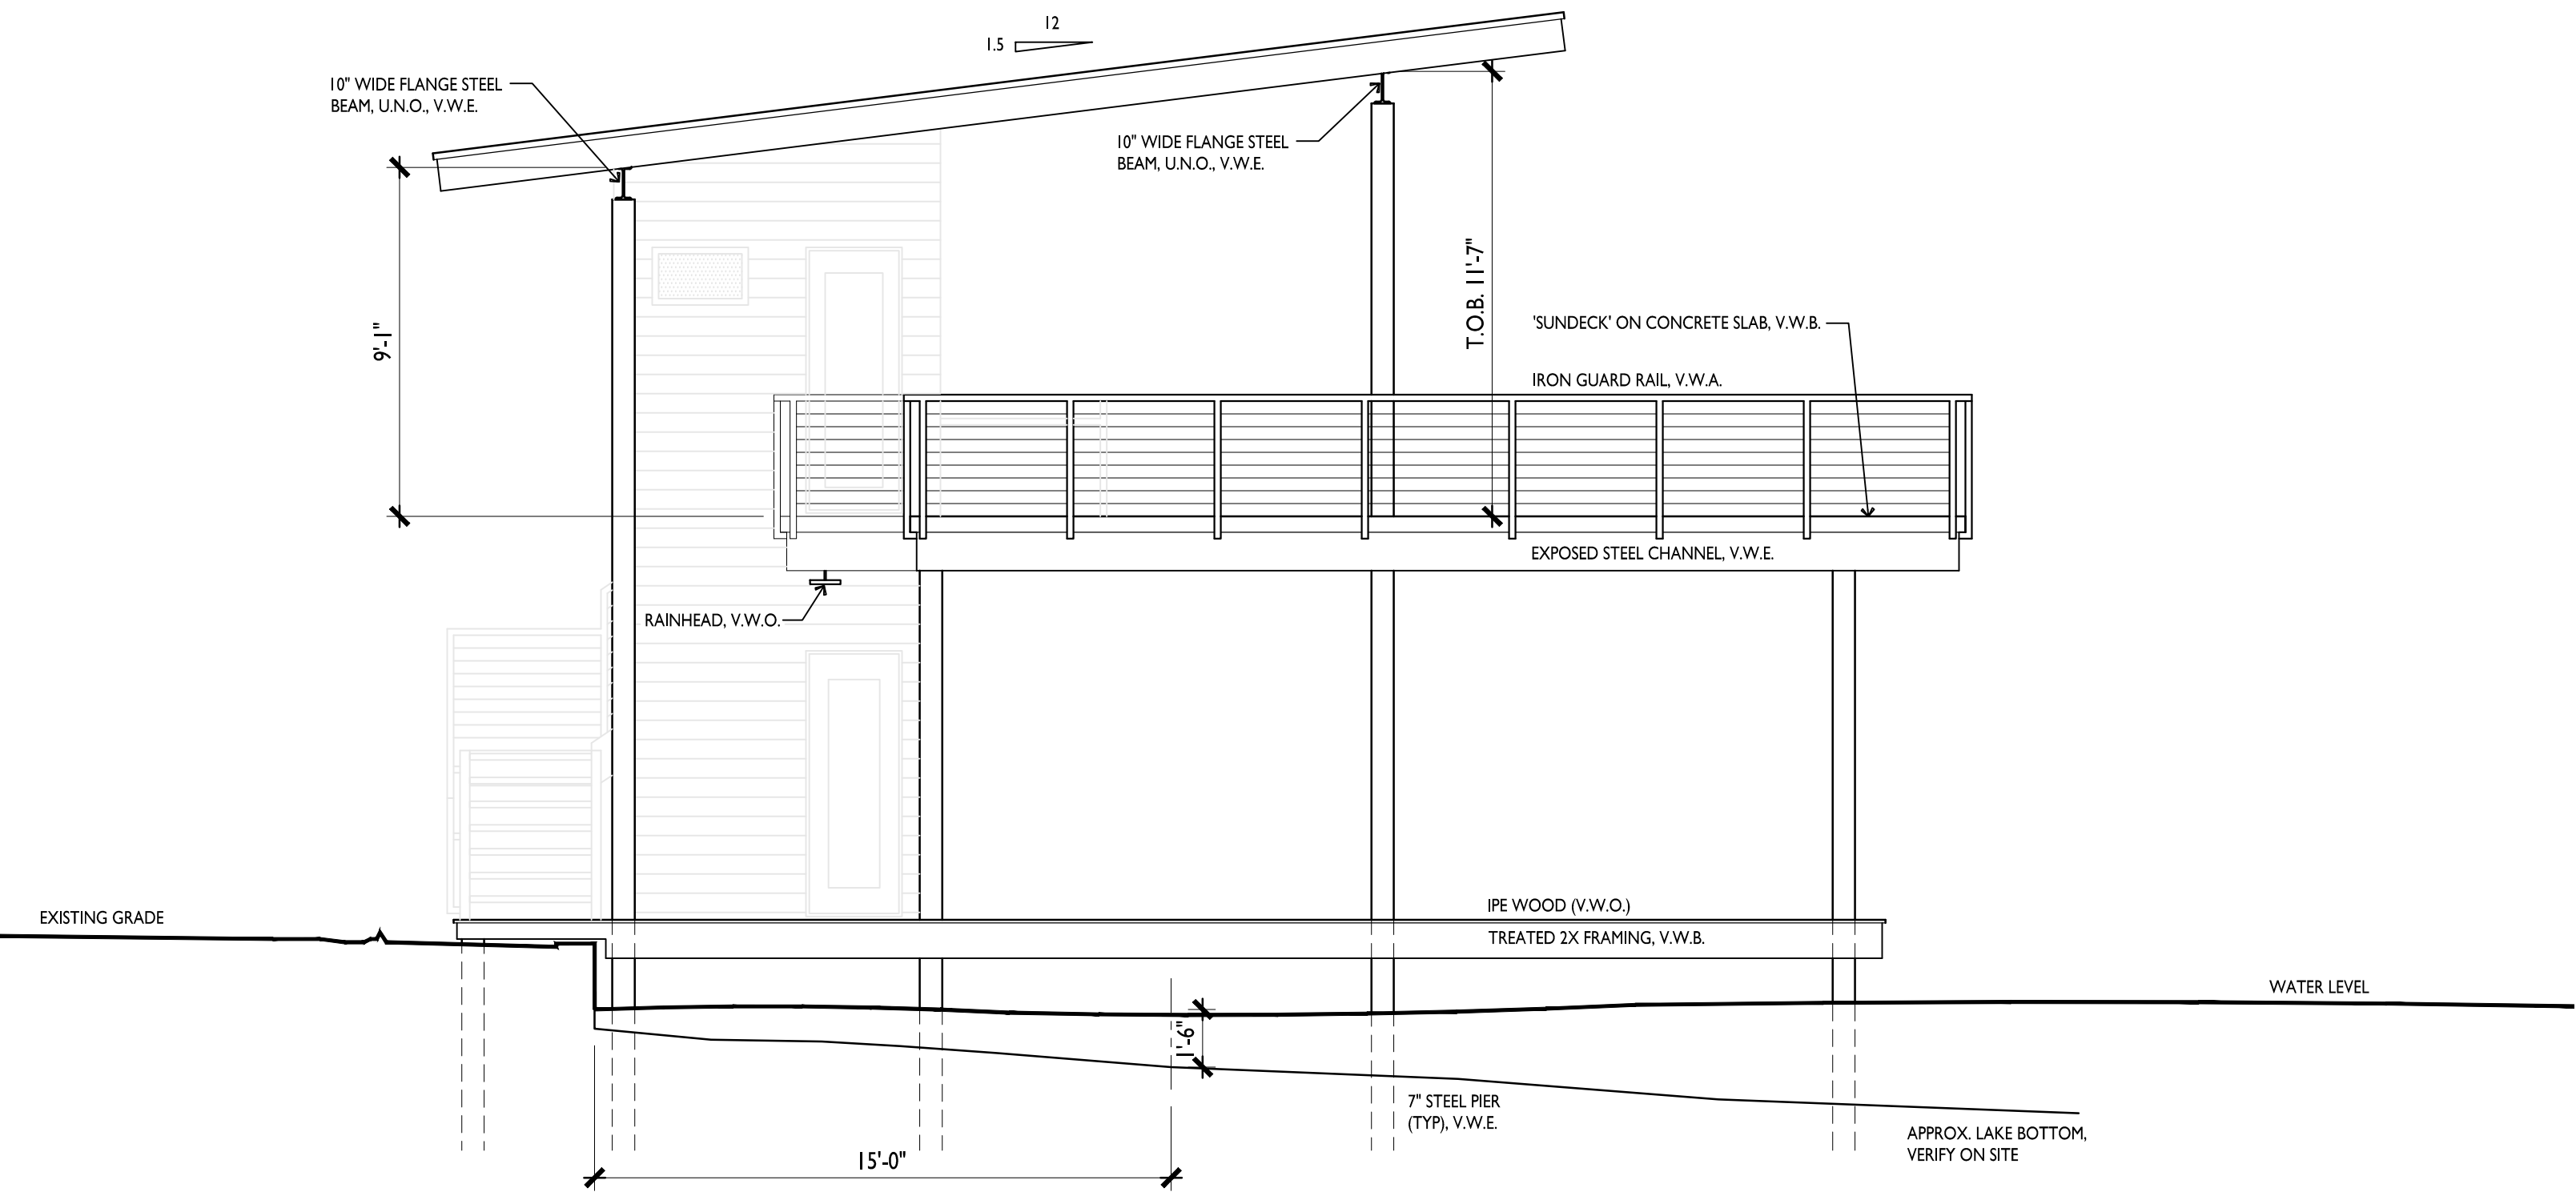 12
1.5
10" WIDE FLANGE STEEL
BEAM, U.N.O., V.W.E.
10" WIDE FLANGE STEEL
BEAM, U.N.O., V.W.E.
9'-1"
T.O.B. 11'-7"
'SUNDECK' ON CONCRETE SLAB, V.W.B.
IRON GUARD RAIL, V.W.A.
EXPOSED STEEL CHANNEL, V.W.E.
RAINHEAD, V.W.O.
EXISTING GRADE
IPE WOOD (V.W.O.)
TREATED 2X FRAMING, V.W.B.
WATER LEVEL
1'-6"
7" STEEL PIER
(TYP), V.W.E.
APPROX. LAKE BOTTOM,
VERIFY ON SITE
15'-0"